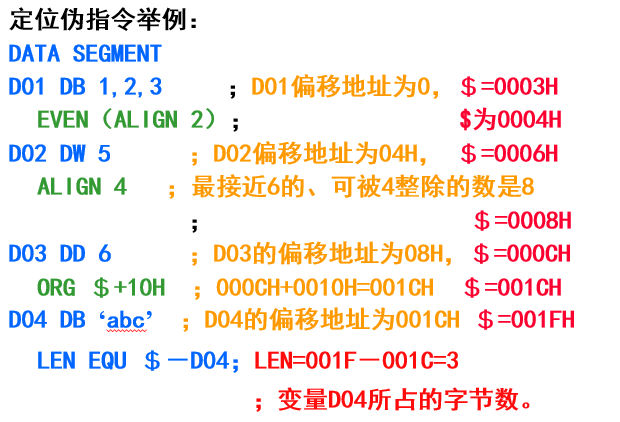 定位伪指令举例：
DATA SEGMENT
D01 DB 1,2,3 ；D01偏移地址为0，＄=0003H
EVEN（ALIGN 2）； $为0004H
D02 DW 5 ；D02偏移地址为04H，＄=0006H
ALIGN 4 ；最接近6的、可被4整除的数是8
； ＄=0008H
D03 DD 6 ；D03的偏移地址为08H，＄=000CH
ORG ＄+10H ；000CH+0010H=001CH ＄=001CH
D04 DB ‘abc’ ；D04的偏移地址为001CH ＄=001FH
LEN EQU ＄－D04；LEN=001F－001C=3
；变量D04所占的字节数。